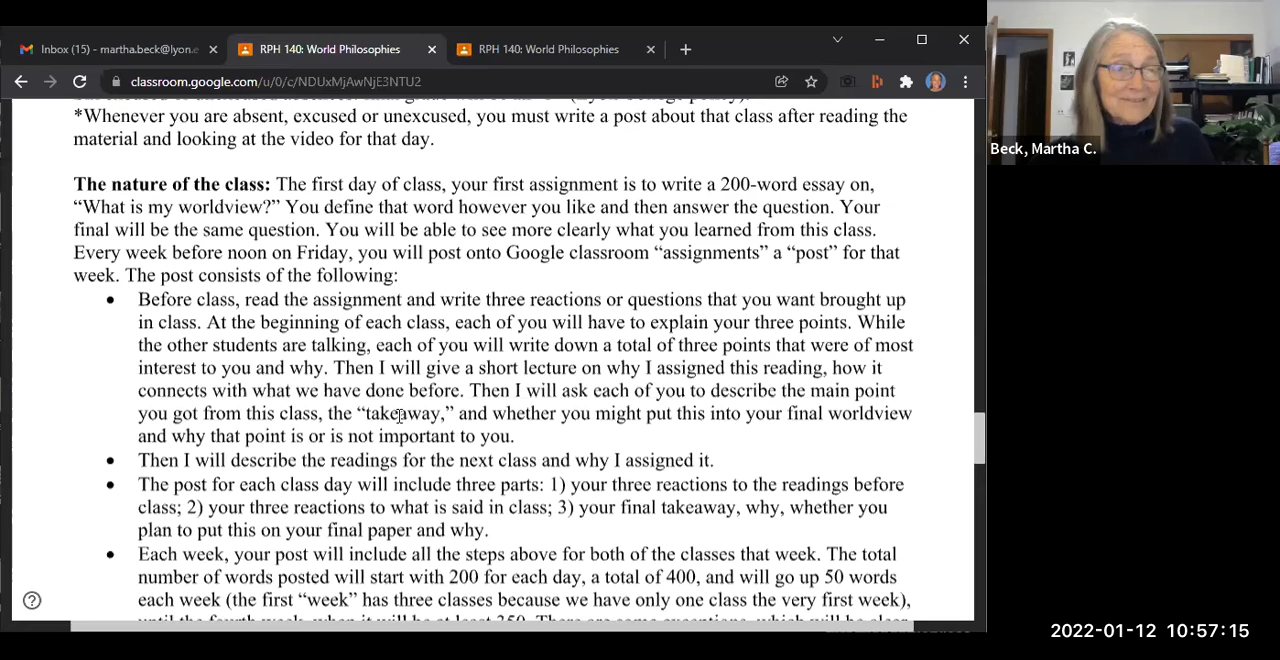 Inbox (15) - martha.beck@lyon.e
RPH 140: World Philosophies
RPH 140: World Philosophies
classroom.google.com/u/0/c/NDUxMjAwNjE3NTU2
*Whenever you are absent, excused or unexcused, you must write a post about that class after reading the
material and looking at the video for that day.
The nature of the class: The first day of class, your first assignment is to write a 200-word essay on,
“What is my worldview?” You define that word however you like and then answer the question. Your
final will be the same question. You will be able to see more clearly what you learned from this class.
Every week before noon on Friday, you will post onto Google classroom “assignments” a “post” for that
week. The post consists of the following:
• Before class, read the assignment and write three reactions or questions that you want brought up
in class. At the beginning of each class, each of you will have to explain your three points. While
the other students are talking, each of you will write down a total of three points that were of most
interest to you and why. Then I will give a short lecture on why I assigned this reading, how it
connects with what we have done before. Then I will ask each of you to describe the main point
you got from this class, the “takeaway,” and whether you might put this into your final worldview
and why that point is or is not important to you.
• Then I will describe the readings for the next class and why I assigned it.
• The post for each class day will include three parts: 1) your three reactions to the readings before
class; 2) your three reactions to what is said in class; 3) your final takeaway, why, whether you
plan to put this on your final paper and why.
• Each week, your post will include all the steps above for both of the classes that week. The total
number of words posted will start with 200 for each day, a total of 400, and will go up 50 words
each week (the first “week” has three classes because we have only one class the very first week),
Beck, Martha C.
2022-01-12 10:57:15